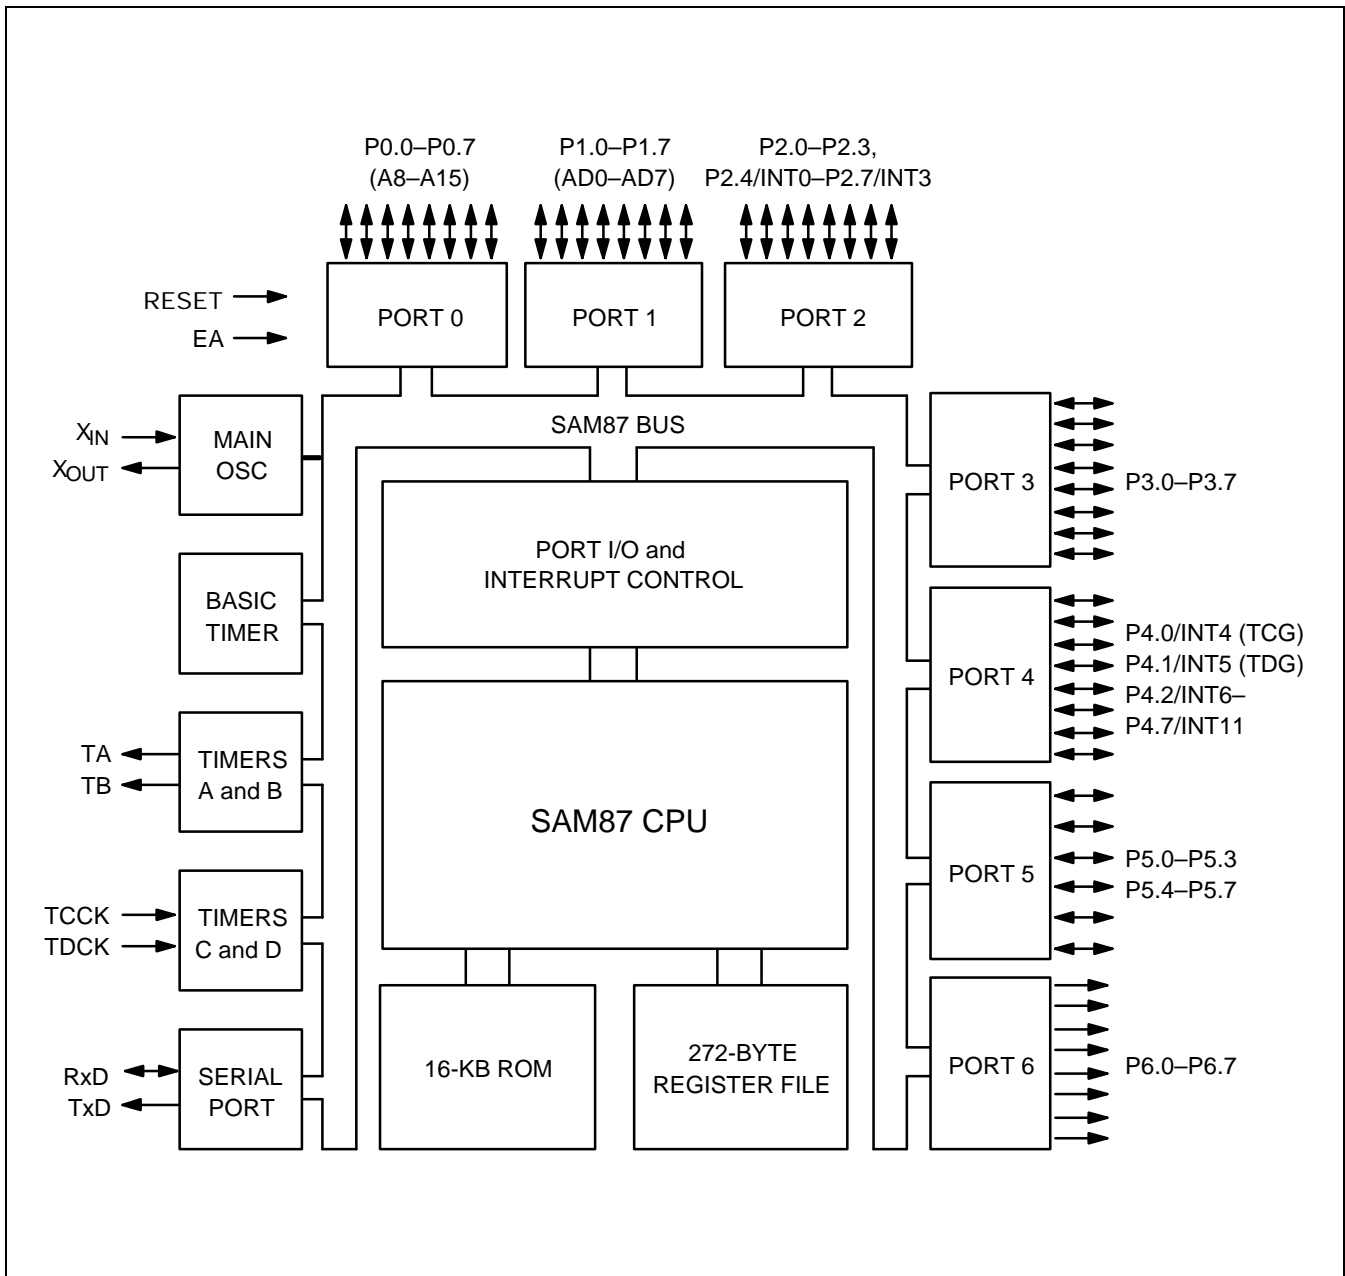 P0.0–P0.7
(A8–A15)
P1.0–P1.7
(AD0–AD7)
P2.0–P2.3,
P2.4/INT0–P2.7/INT3
RESET
EA
PORT 0
PORT 1
PORT 2
XIN
XOUT
MAIN
OSC
SAM87 BUS
PORT 3
P3.0–P3.7
PORT I/O and
INTERRUPT CONTROL
BASIC
TIMER
PORT 4
P4.0/INT4 (TCG)
P4.1/INT5 (TDG)
P4.2/INT6–
P4.7/INT11
TA
TB
TIMERS
A and B
SAM87 CPU
PORT 5
P5.0–P5.3
P5.4–P5.7
TCCK
TDCK
TIMERS
C and D
RxD
TxD
SERIAL
PORT
16-KB ROM
272-BYTE
REGISTER FILE
PORT 6
P6.0–P6.7